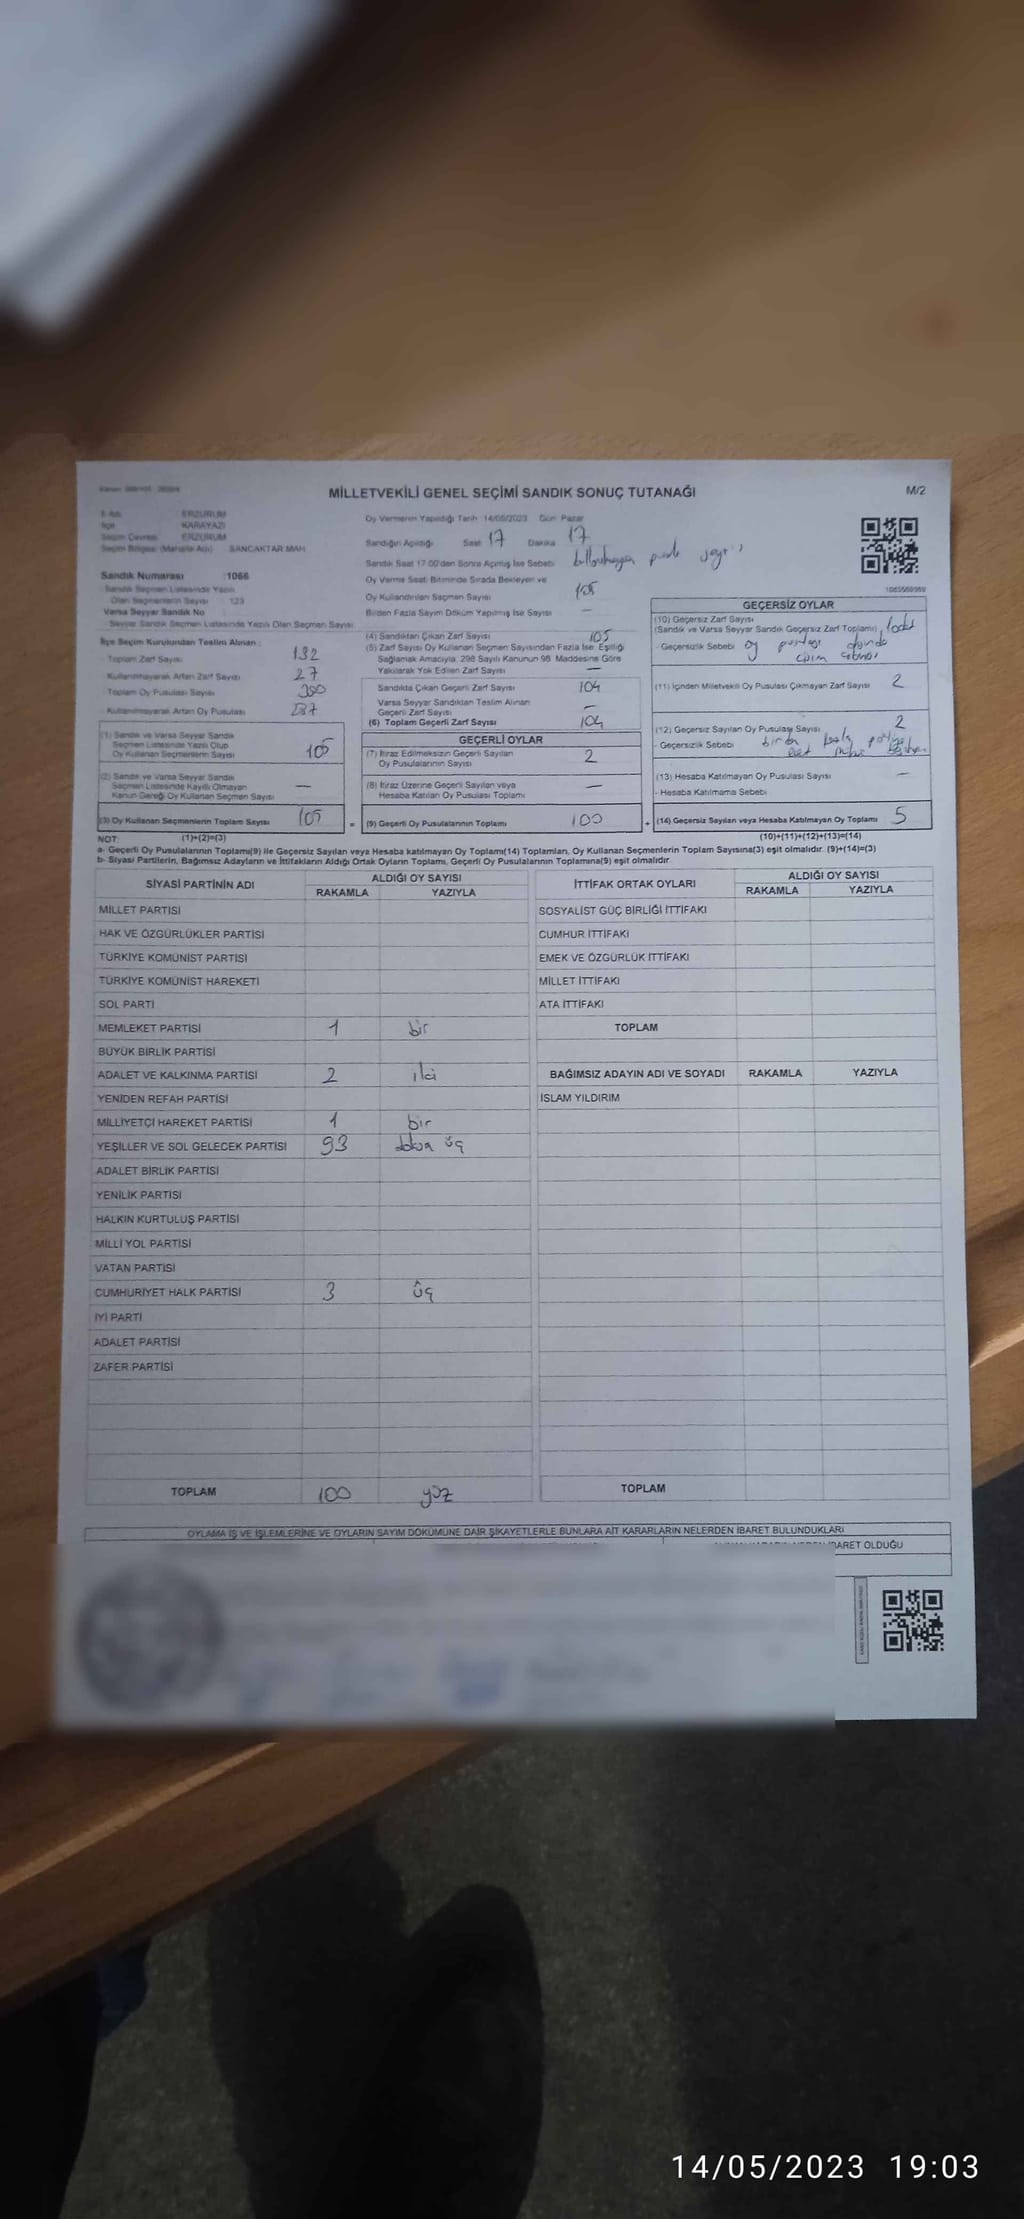 MİLLETVEKİLİ GENEL SEÇİMİ SANDIK SONUÇ TUTANAĞI
M/2
İl Adı ERZURUM
İlçe KARAYAZI
Seçim Çevresi ERZURUM
Seçim Bölgesi (Mahalle Adı) SANCAKTAR MAH
Sandık Numarası :1066
Sandık Seçmen Listesinde Yazılı
Olan Seçmenlerin Sayısı : 123
Varsa Seyyar Sandık No
Seyyar Sandık Seçmen Listesinde Yazılı Olan Seçmen Sayısı
Oy Vermenin Yapıldığı Tarih 14/05/2023 Gün: Pazar
Sandığın Açıldığı Saat 17 Dakika 17
Sandık Saat 17.00'den Sonra Açılmış İse Sebebi
Oy Verme Saati Bitiminde Sırada Bekleyen ve
Oy Kullandırılan Seçmen Sayısı
Birden Fazla Sayım Döküm Yapılmış İse Sayısı —
İlçe Seçim Kurulundan Teslim Alınan :
- Toplam Zarf Sayısı 132
- Kullanılmayarak Artan Zarf Sayısı 27
- Toplam Oy Pusulası Sayısı
- Kullanılmayarak Artan Oy Pusulası
(1) Sandık ve Varsa Seyyar Sandık
Seçmen Listesinde Yazılı Olup
Oy Kullanan Seçmenlerin Sayısı 105
(2) Sandık ve Varsa Seyyar Sandık
Seçmen Listesinde Kayıtlı Olmayan
Kanun Gereği Oy Kullanan Seçmen Sayısı —
(3) Oy Kullanan Seçmenlerin Toplam Sayısı 105
(4) Sandıktan Çıkan Zarf Sayısı 105
(5) Zarf Sayısı Oy Kullanan Seçmen Sayısından Fazla İse: Eşitliği
Sağlamak Amacıyla, 298 Sayılı Kanunun 98. Maddesine Göre
Yakılarak Yok Edilen Zarf Sayısı —
Sandıkta Çıkan Geçerli Zarf Sayısı 104
Varsa Seyyar Sandıktan Teslim Alınan
Geçerli Zarf Sayısı —
(6) Toplam Geçerli Zarf Sayısı 104
GEÇERLİ OYLAR
(7) İtiraz Edilmeksizin Geçerli Sayılan
Oy Pusulalarının Sayısı 2
(8) İtiraz Üzerine Geçerli Sayılan veya
Hesaba Katılan Oy Pusulası Toplamı —
= (9) Geçerli Oy Pusulalarının Toplamı 100
GEÇERSİZ OYLAR
(10) Geçersiz Zarf Sayısı
(Sandık ve Varsa Seyyar Sandık Geçersiz Zarf Toplamı)
- Geçersizlik Sebebi oy pusulası
(11) İçinden Milletvekili Oy Pusulası Çıkmayan Zarf Sayısı 2
(12) Geçersiz Sayılan Oy Pusulası Sayısı 2
- Geçersizlik Sebebi
(13) Hesaba Katılmayan Oy Pusulası Sayısı —
- Hesaba Katılmama Sebebi
+ (14) Geçersiz Sayılan veya Hesaba Katılmayan Oy Toplamı 5
NOT: (1)+(2)=(3) (10)+(11)+(12)+(13)=(14)
a- Geçerli Oy Pusulalarının Toplamı(9) ile Geçersiz Sayılan veya Hesaba katılmayan Oy Toplamı(14) Toplamları, Oy Kullanan Seçmenlerin Toplam Sayısına(3) eşit olmalıdır. (9)+(14)=(3)
b- Siyasi Partilerin, Bağımsız Adayların ve İttifakların Aldığı Ortak Oyların Toplamı, Geçerli Oy Pusulalarının Toplamına(9) eşit olmalıdır.
SİYASİ PARTİNİN ADI ALDIĞI OY SAYISI
RAKAMLA YAZIYLA
MİLLET PARTİSİ
HAK VE ÖZGÜRLÜKLER PARTİSİ
TÜRKİYE KOMÜNİST PARTİSİ
TÜRKİYE KOMÜNİST HAREKETİ
SOL PARTİ
MEMLEKET PARTİSİ 1 bir
BÜYÜK BİRLİK PARTİSİ
ADALET VE KALKINMA PARTİSİ 2 iki
YENİDEN REFAH PARTİSİ
MİLLİYETÇİ HAREKET PARTİSİ 1 bir
YEŞİLLER VE SOL GELECEK PARTİSİ 93 üç
ADALET BİRLİK PARTİSİ
YENİLİK PARTİSİ
HALKIN KURTULUŞ PARTİSİ
MİLLİ YOL PARTİSİ
VATAN PARTİSİ
CUMHURİYET HALK PARTİSİ 3 üç
İYİ PARTİ
ADALET PARTİSİ
ZAFER PARTİSİ
TOPLAM 100 yüz
İTTİFAK ORTAK OYLARI ALDIĞI OY SAYISI
RAKAMLA YAZIYLA
SOSYALİST GÜÇ BİRLİĞİ İTTİFAKI
CUMHUR İTTİFAKI
EMEK VE ÖZGÜRLÜK İTTİFAKI
MİLLET İTTİFAKI
ATA İTTİFAKI
TOPLAM
BAĞIMSIZ ADAYIN ADI VE SOYADI RAKAMLA YAZIYLA
İSLAM YILDIRIM
TOPLAM
OYLAMA İŞ VE İŞLEMLERİNE VE OYLARIN SAYIM DÖKÜMÜNE DAİR ŞİKAYETLERLE BUNLARA AİT KARARLARIN NELERDEN İBARET BULUNDUKLARI
OLDUĞU
14/05/2023 19:03